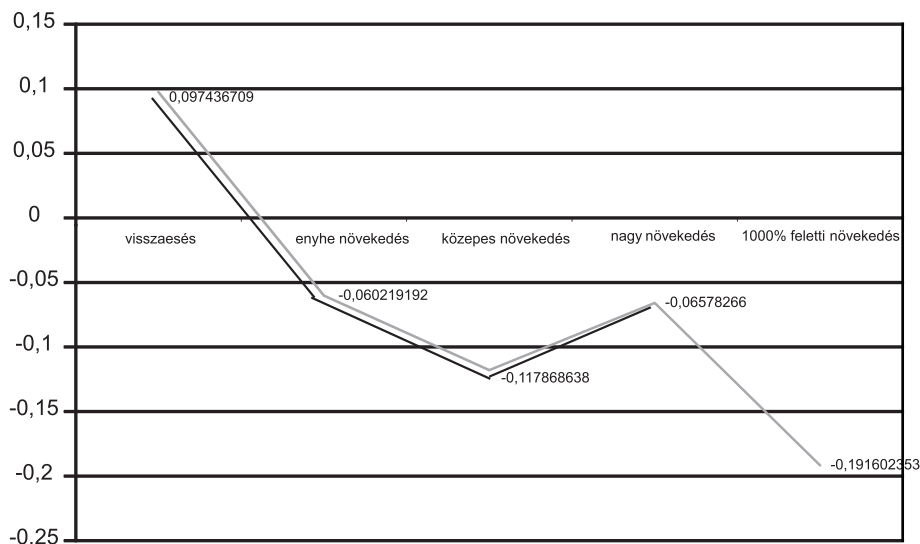 0,15
0,1
0,097436709
0,05
0
visszaesés
enyhe növekedés
közepes növekedés
nagy növekedés
1000% feletti növekedés
-0,05
-0,060219192
-0,06578266
-0,1
-0,117868638
-0,15
-0,191602353
-0,2
-0,25